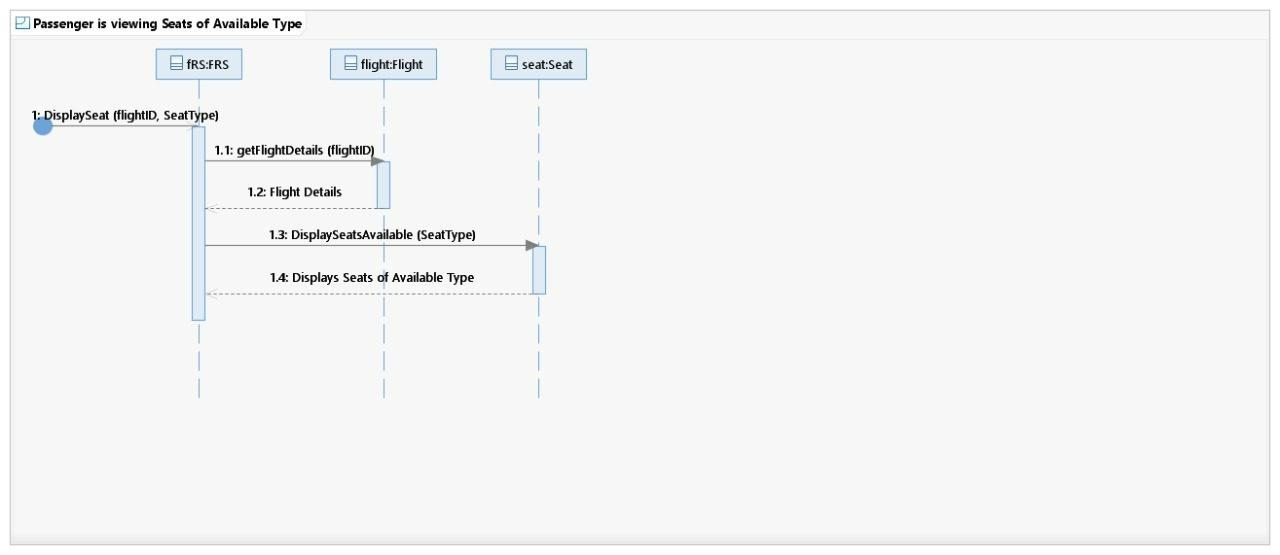 Passenger is viewing Seats of Available Type
fRS:FRS
flight:Flight
seat:Seat
1: DisplaySeat (flightID, SeatType)
1.1: getFlightDetails (flightID)
1.2: Flight Details
1.3: DisplaySeatsAvailable (SeatType)
1.4: Displays Seats of Available Type